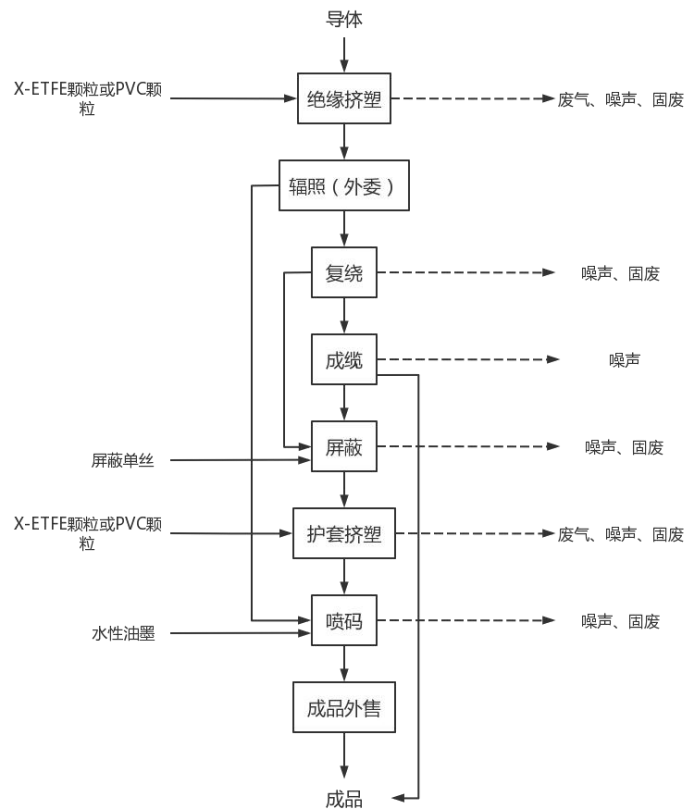 导体
X-ETFE颗粒或PVC颗
粒
绝缘挤塑
废气、噪声、固废
辐照（外委）
复绕
噪声、固废
成缆
噪声
屏蔽
噪声、固废
屏蔽单丝
X-ETFE颗粒或PVC颗
粒
护套挤塑
废气、噪声、固废
喷码
噪声、固废
水性油墨
成品外售
成品